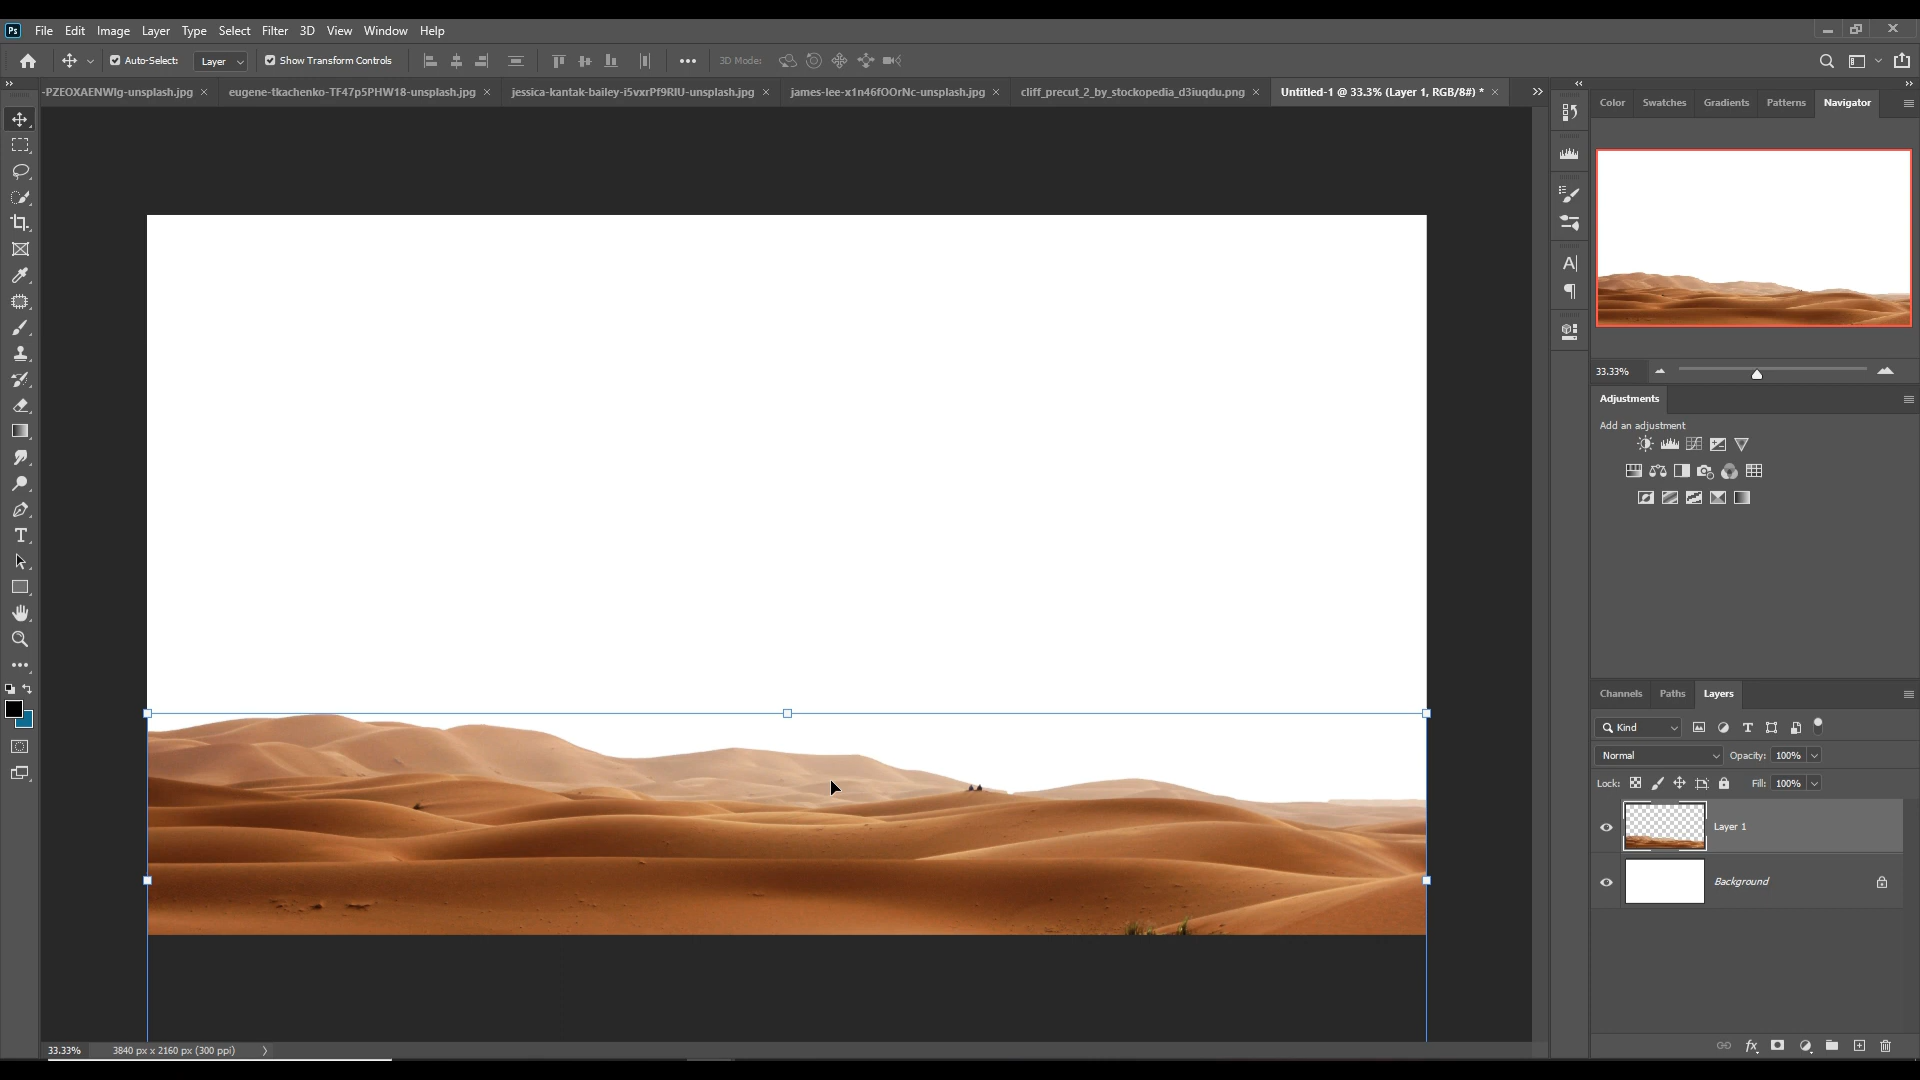 Ps File Edit Image Layer Type Select Filter 3D View Window Help
Auto-Select: Layer Show Transform Controls 3D Mode:
-PZEOXAENWIg-unsplash.jpg × eugene-tkachenko-TF47p5PHW18-unsplash.jpg × jessica-kantak-bailey-i5vxrPf9RIU-unsplash.jpg × james-lee-x1n46fOOrNc-unsplash.jpg × cliff_precut_2_by_stockopedia_d3iuqdu.png × Untitled-1 @ 33.3% (Layer 1, RGB/8#) * ×
Color Swatches Gradients Patterns Navigator
33.33%
Adjustments
Add an adjustment
Channels Paths Layers
Kind
Normal Opacity: 100%
Lock: Fill: 100%
Layer 1
Background
33.33% 3840 px x 2160 px (300 ppi)